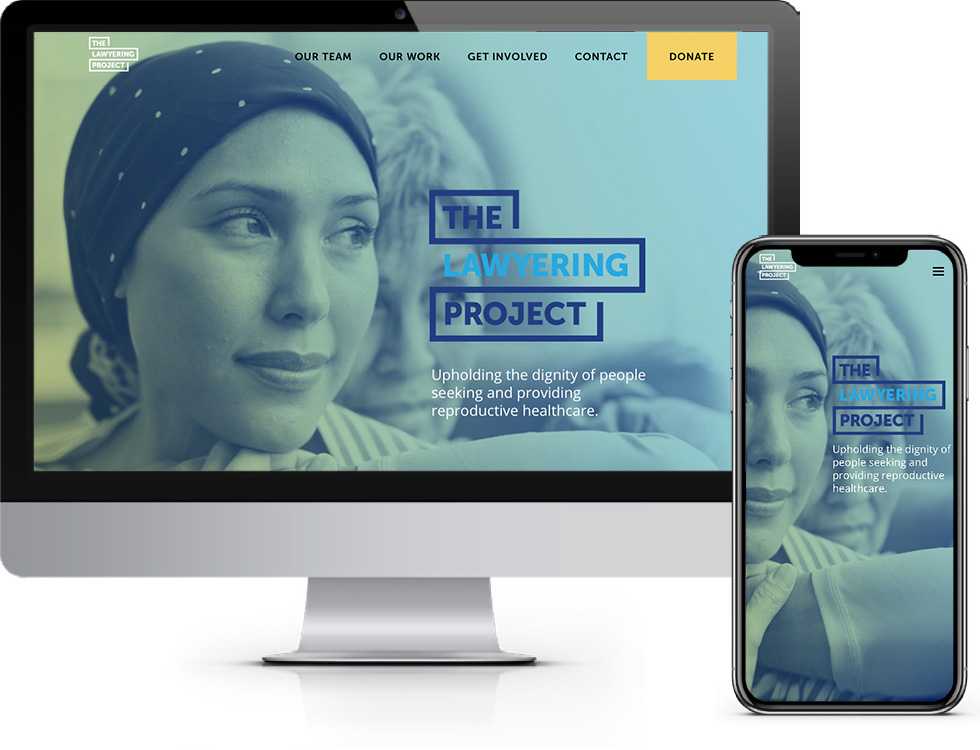 THE
LAWYERING
PROJECT
OUR TEAM OUR WORK GET INVOLVED CONTACT DONATE
THE
LAWYERING
PROJECT
Upholding the dignity of people
seeking and providing
reproductive healthcare.
THE
LAWYERING
PROJECT
THE
LAWYERING
PROJECT
Upholding the dignity of
people seeking and
providing reproductive
healthcare.